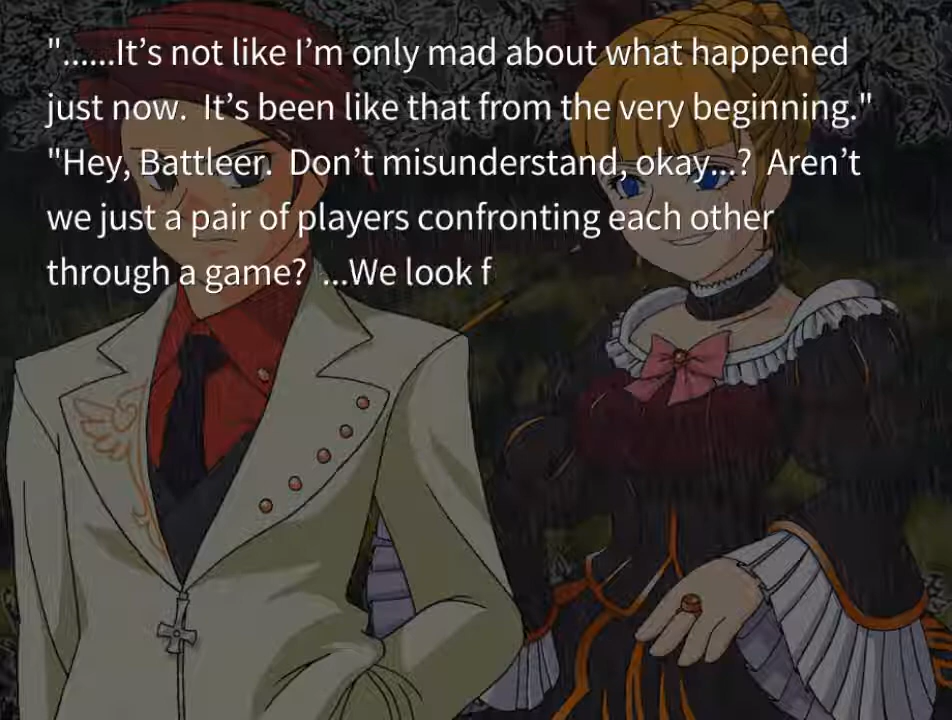 "......It’s not like I’m only mad about what happened
just now.  It’s been like that from the very beginning."
"Hey, Battleer.  Don’t misunderstand, okay...?  Aren’t
we just a pair of players confronting each other
through a game?  ...We look f